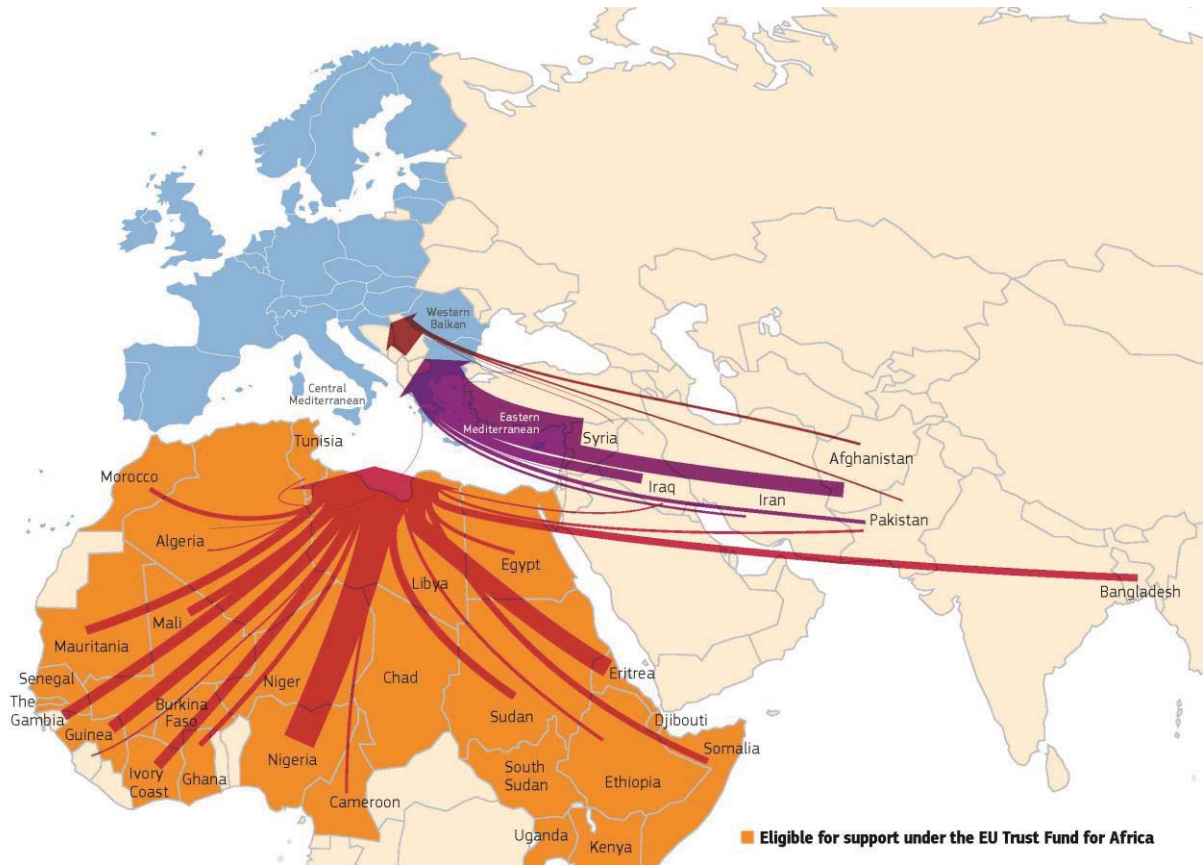 Western
Balkan
Central
Mediterranean
Eastern
Mediterranean
Tunisia
Syria
Afghanistan
Morocco
Iraq
Iran
Pakistan
Algeria
Libya
Egypt
Bangladesh
Mali
Mauritania
Senegal
The
Gambia
Guinea
Burkina
Faso
Niger
Chad
Sudan
Eritrea
Djibouti
Somalia
Ivory
Coast
Ghana
Nigeria
Cameroon
South
Sudan
Ethiopia
Uganda
Kenya
Eligible for support under the EU Trust Fund for Africa